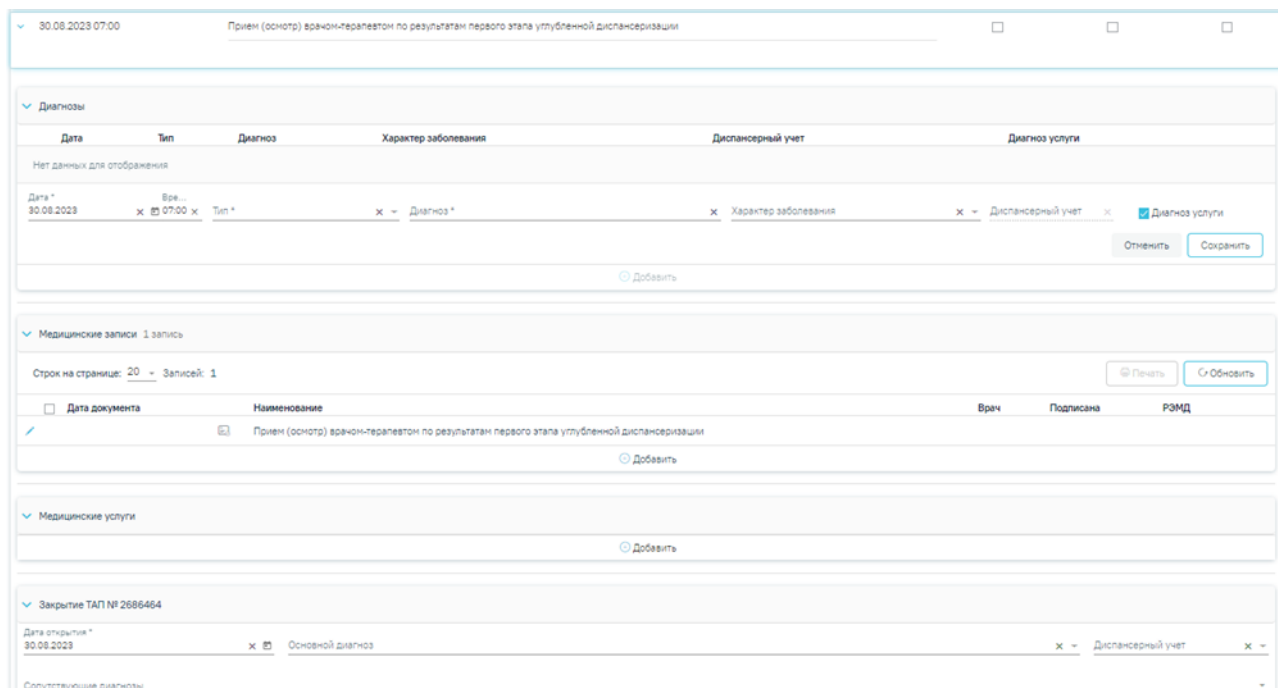 30.08.2023 07:00 Прием (осмотр) врачом-терапевтом по результатам первого этапа углубленной диспансеризации
Диагнозы
Дата Тип Диагноз Характер заболевания Диспансерный учет Диагноз услуги
Нет данных для отображения
Дата * Вре...
30.08.2023 07:00 Тип * Диагноз * Характер заболевания Диспансерный учет Диагноз услуги
Отменить Сохранить
Добавить
Медицинские записи 1 запись
Строк на странице: 20 Записей: 1 Печать Обновить
Дата документа Наименование Врач Подписана РЭМД
Прием (осмотр) врачом-терапевтом по результатам первого этапа углубленной диспансеризации
Добавить
Медицинские услуги
Добавить
Закрытие ТАП № 2686464
Дата открытия *
30.08.2023 Основной диагноз Диспансерный учет
Сопутствующие диагнозы